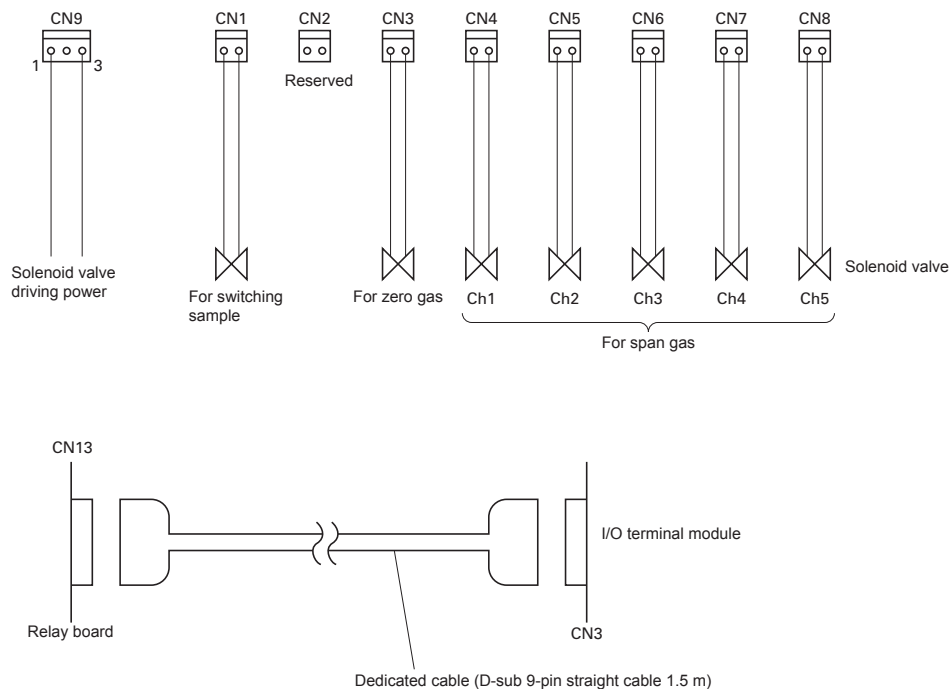 CN9 CN1 CN2 CN3 CN4 CN5 CN6 CN7 CN8
1 3
Reserved
Solenoid valve
driving power
For switching
sample
For zero gas
Ch1 Ch2 Ch3 Ch4 Ch5
Solenoid valve
For span gas
CN13
I/O terminal module
Relay board
CN3
Dedicated cable (D-sub 9-pin straight cable 1.5 m)